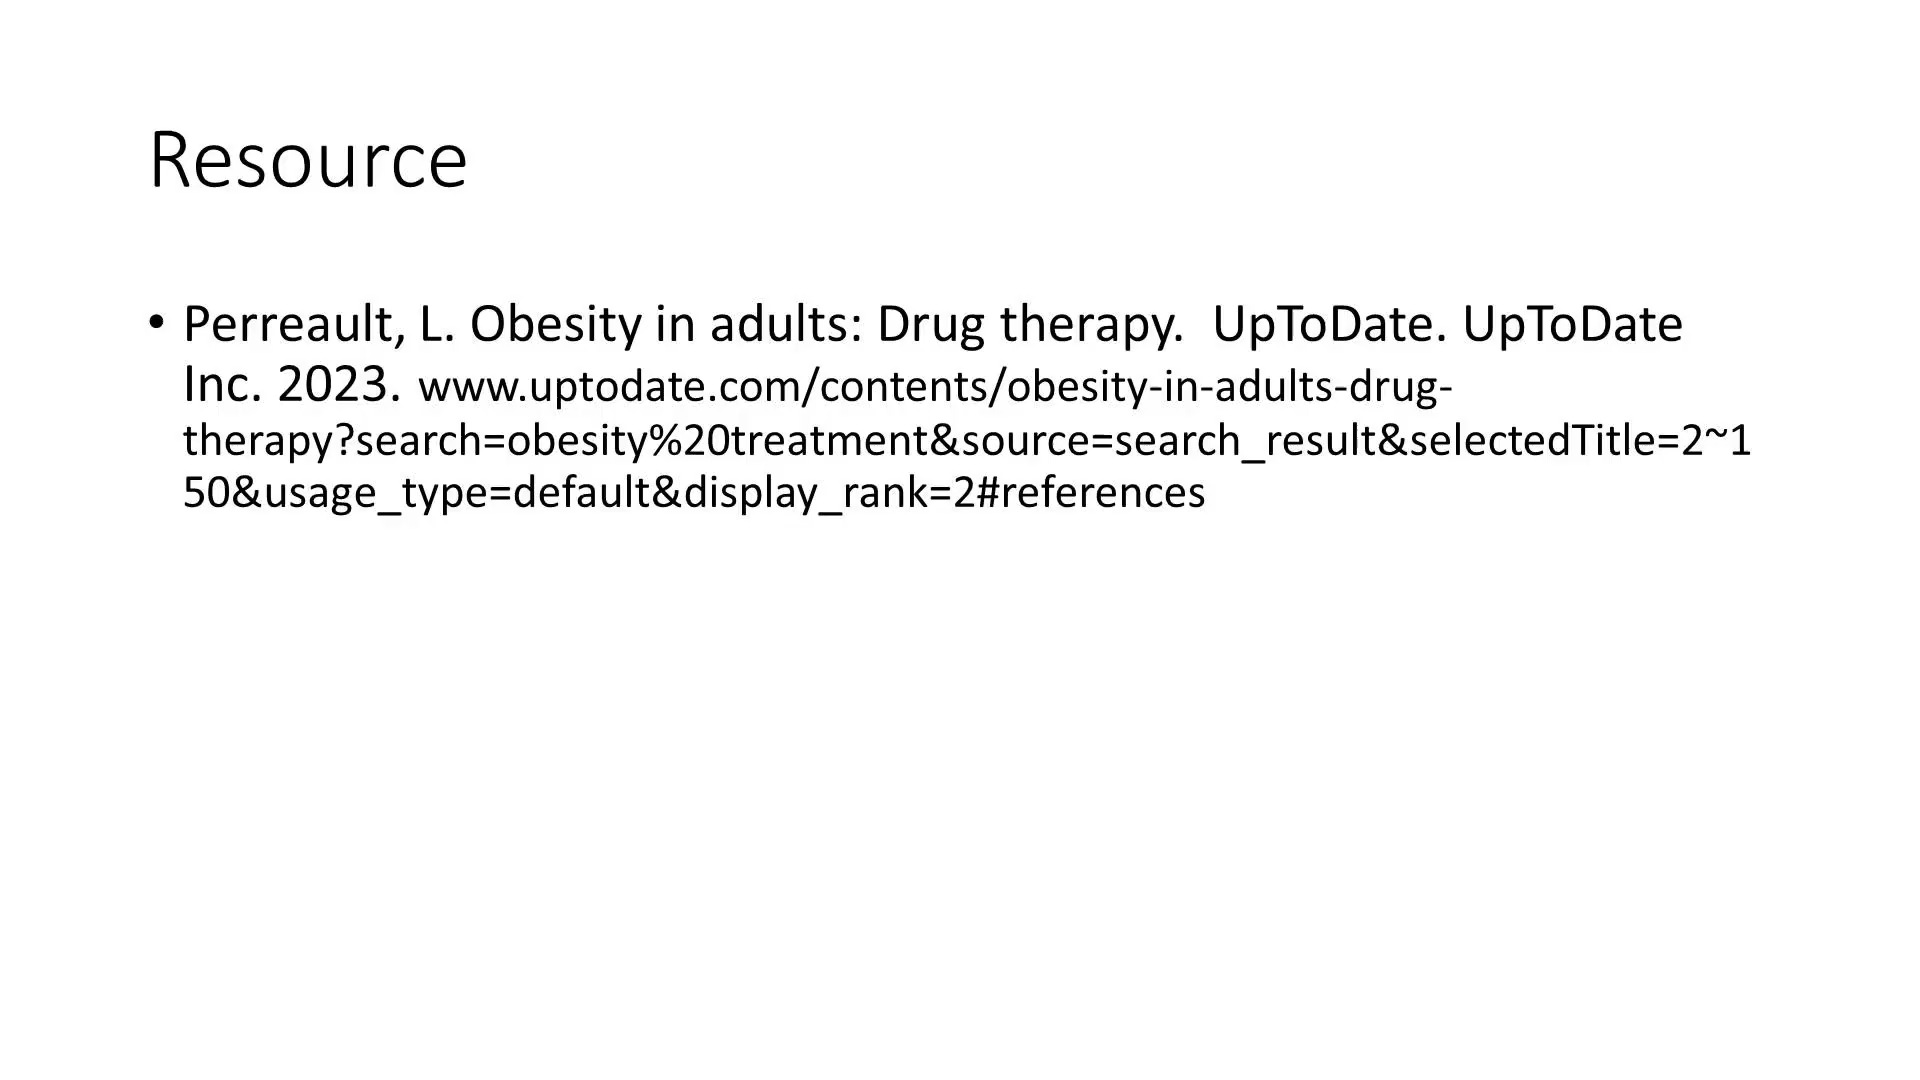 Resource
• Perreault, L. Obesity in adults: Drug therapy.  UpToDate. UpToDate
Inc. 2023. www.uptodate.com/contents/obesity-in-adults-drug-
therapy?search=obesity%20treatment&source=search_result&selectedTitle=2~1
50&usage_type=default&display_rank=2#references